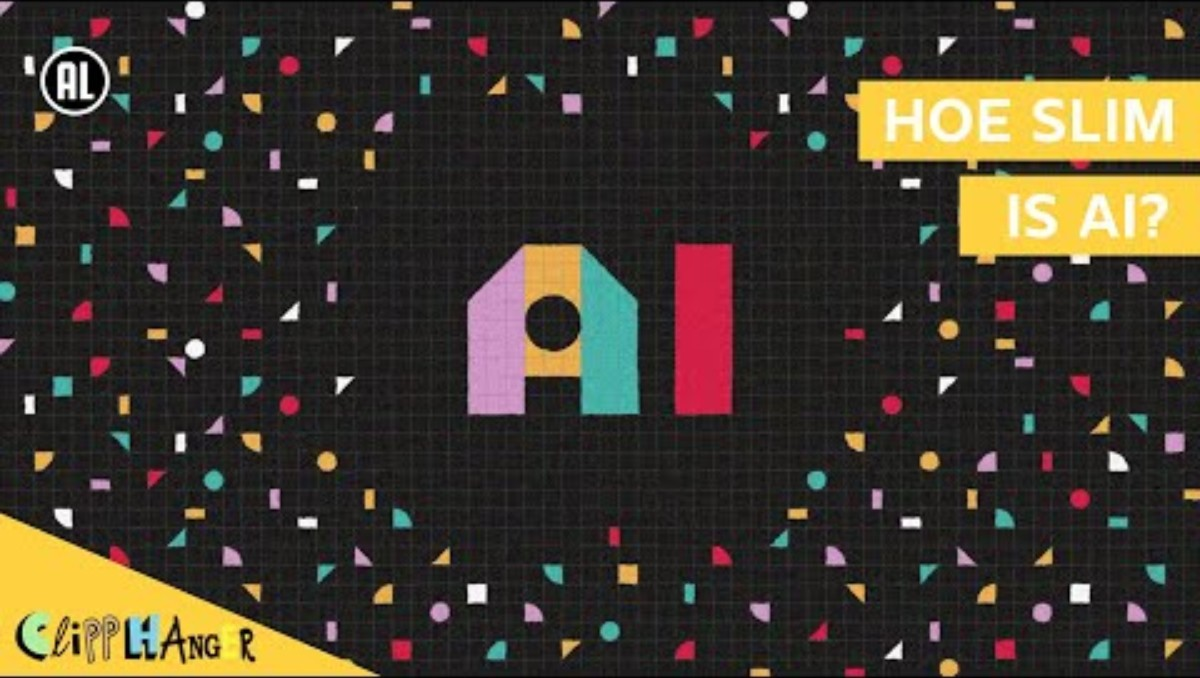 AL
HOE SLIM
IS AI?
AI
CLIPPHANGER